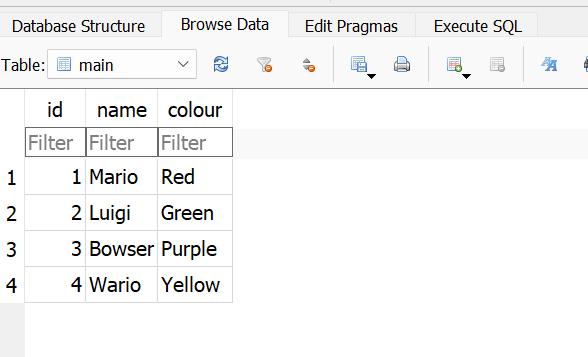 Database Structure Browse Data Edit Pragmas Execute SQL
Table: main
id name colour
Filter Filter Filter
1 1 Mario Red
2 2 Luigi Green
3 3 Bowser Purple
4 4 Wario Yellow